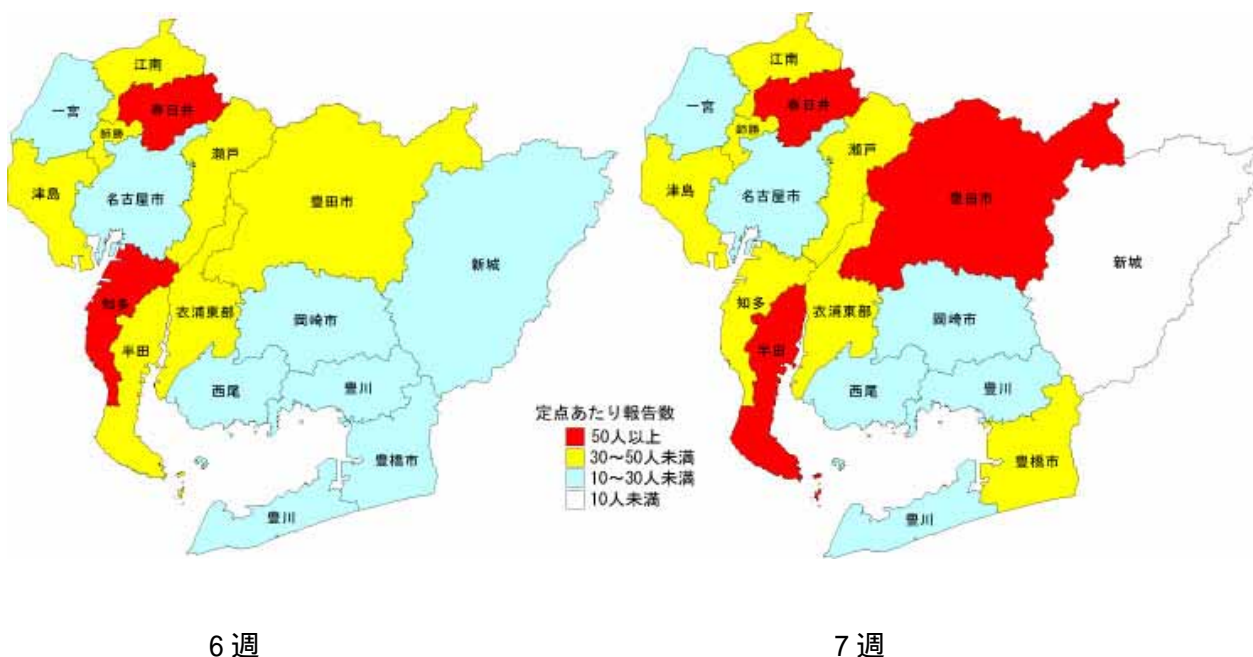 江南
一宮
春日井
師勝
瀬戸
津島
名古屋市
豊田市
新城
知多
衣浦東部
岡崎市
半田
西尾
豊川
豊橋市
豊川
定点あたり報告数
50人以上
30～50人未満
10～30人未満
10人未満
6週
江南
一宮
春日井
師勝
瀬戸
津島
名古屋市
豊田市
新城
知多
衣浦東部
岡崎市
半田
西尾
豊川
豊橋市
豊川
7週